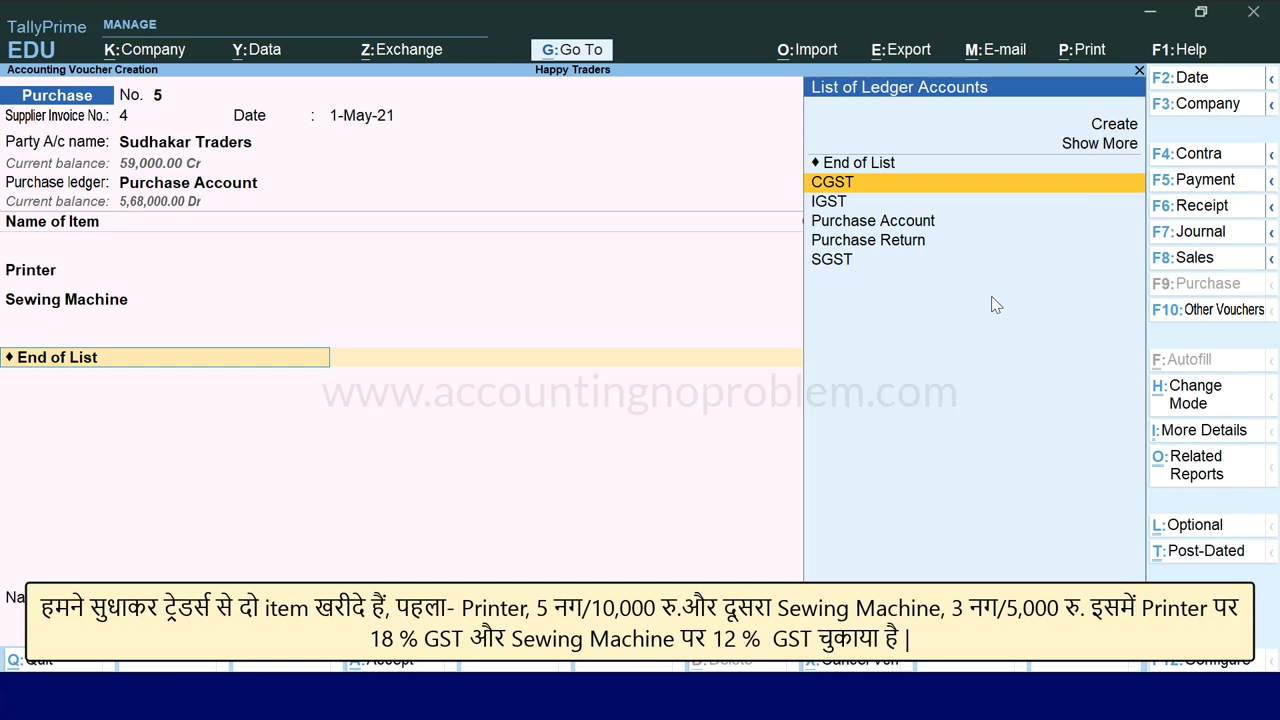 TallyPrime
EDU
MANAGE
K:Company Y:Data Z:Exchange G:Go To O:Import E:Export M:E-mail P:Print F1:Help
Accounting Voucher Creation Happy Traders
Purchase No. 5
Supplier Invoice No.: 4 Date : 1-May-21
Party A/c name: Sudhakar Traders
Current balance: 59,000.00 Cr
Purchase ledger: Purchase Account
Current balance: 5,68,000.00 Dr
Name of Item
Printer
Sewing Machine
♦ End of List
List of Ledger Accounts
Create
Show More
♦ End of List
CGST
IGST
Purchase Account
Purchase Return
SGST
F2:Date
F3:Company
F4:Contra
F5:Payment
F6:Receipt
F7:Journal
F8:Sales
F9:Purchase
F10:Other Vouchers
F:Autofill
H:Change
Mode
I:More Details
O:Related
Reports
L:Optional
T:Post-Dated
www.accountingnoproblem.com
हमने सुधाकर ट्रेडर्स से दो item खरीदे हैं, पहला- Printer, 5 नग/10,000 रु.और दूसरा Sewing Machine, 3 नग/5,000 रु. इसमें Printer पर
18 % GST और Sewing Machine पर 12 % GST चुकाया है |